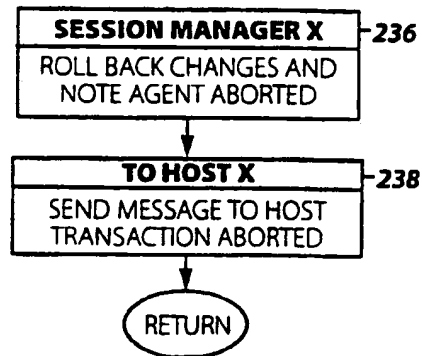 SESSION MANAGER X
236
ROLL BACK CHANGES AND
NOTE AGENT ABORTED
TO HOST X
238
SEND MESSAGE TO HOST
TRANSACTION ABORTED
RETURN